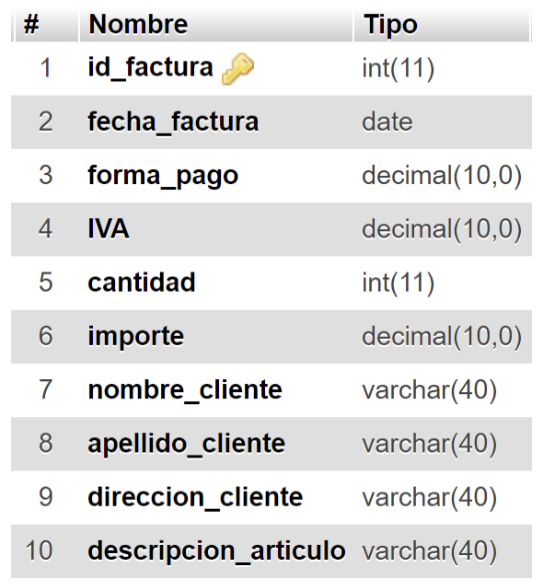 # Nombre Tipo
1 id_factura int(11)
2 fecha_factura date
3 forma_pago decimal(10,0)
4 IVA decimal(10,0)
5 cantidad int(11)
6 importe decimal(10,0)
7 nombre_cliente varchar(40)
8 apellido_cliente varchar(40)
9 direccion_cliente varchar(40)
10 descripcion_articulo varchar(40)